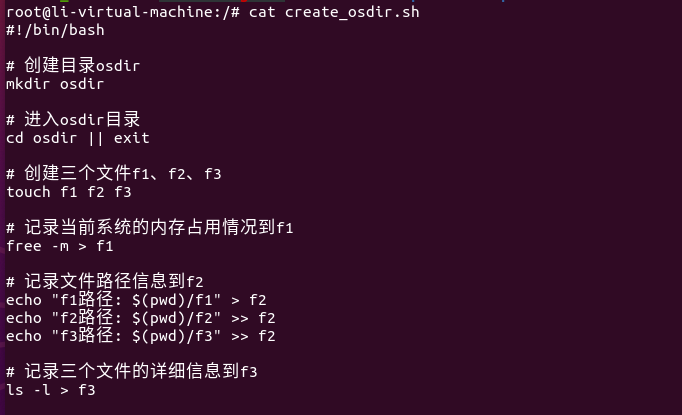 root@li-virtual-machine:/# cat create_osdir.sh
#!/bin/bash
# 创建目录osdir
mkdir osdir
# 进入osdir目录
cd osdir || exit
# 创建三个文件f1、f2、f3
touch f1 f2 f3
# 记录当前系统的内存占用情况到f1
free -m > f1
# 记录文件路径信息到f2
echo "f1路径: $(pwd)/f1" > f2
echo "f2路径: $(pwd)/f2" >> f2
echo "f3路径: $(pwd)/f3" >> f2
# 记录三个文件的详细信息到f3
ls -l > f3